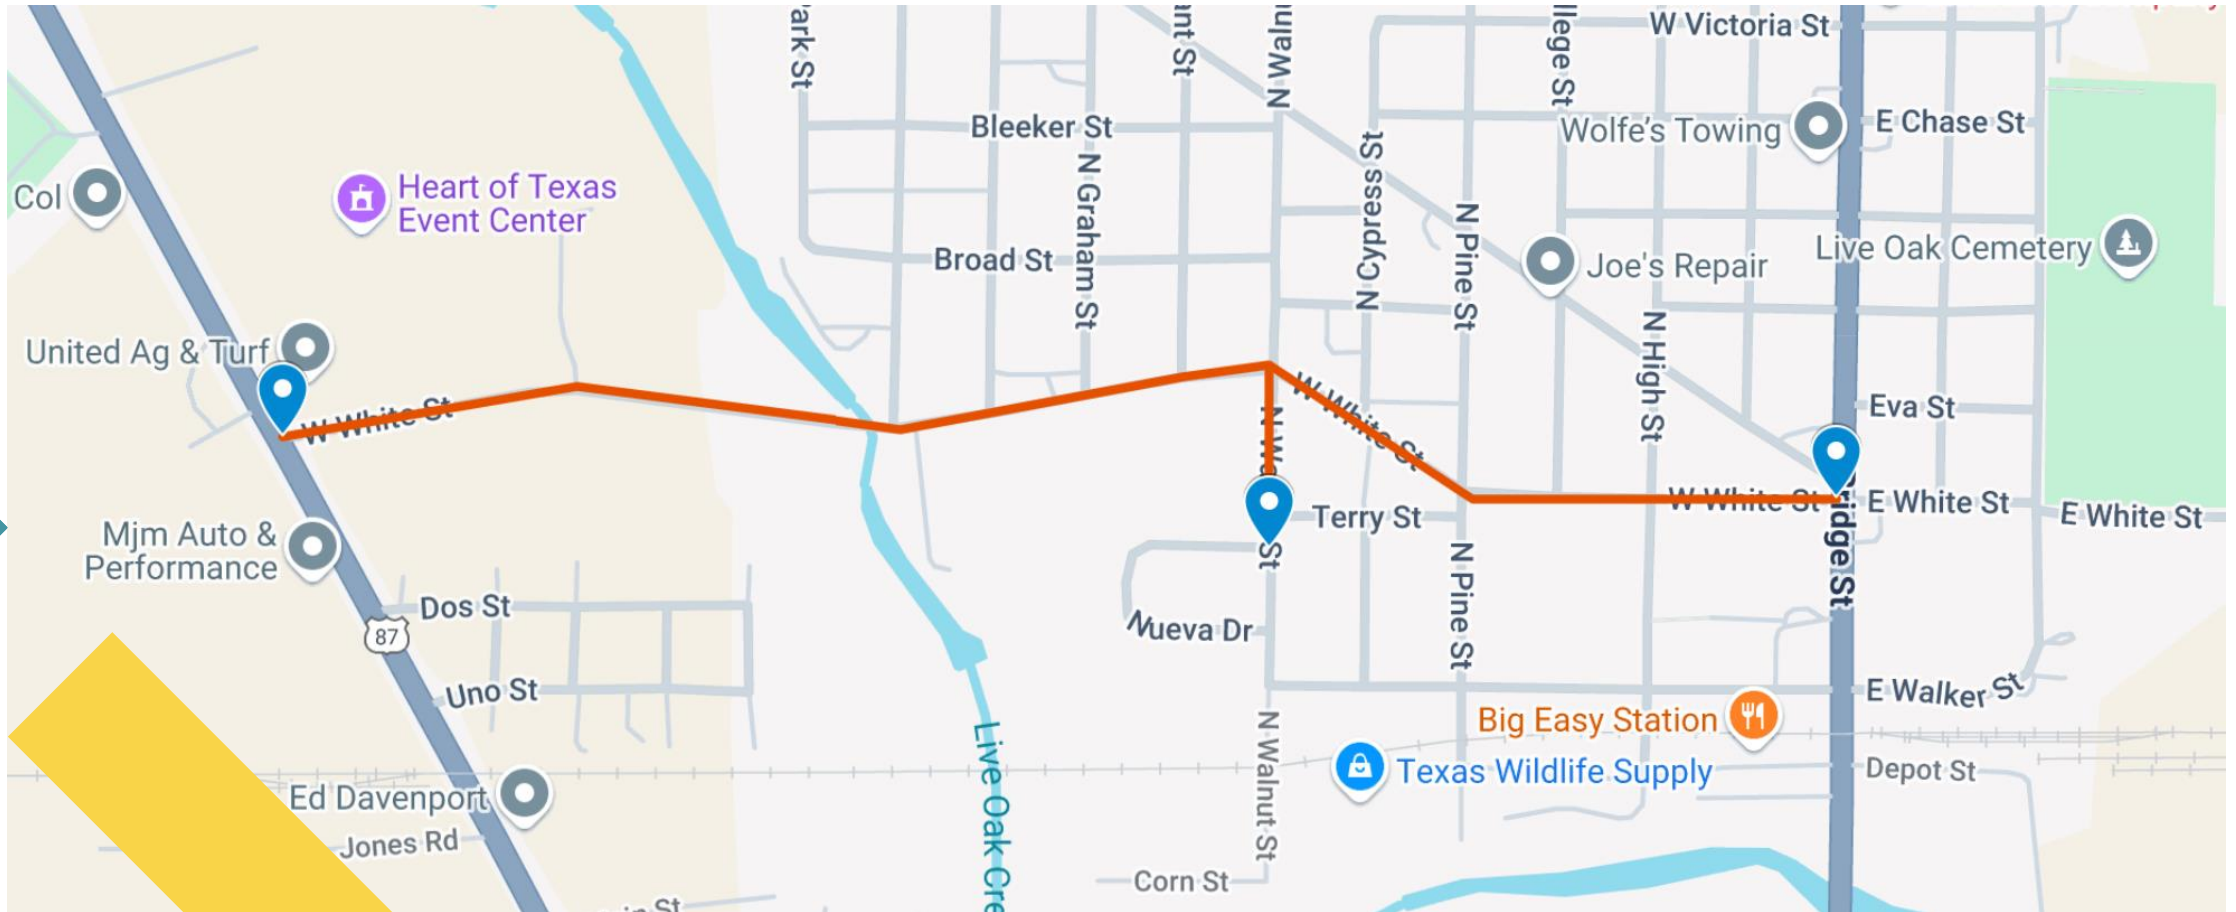 W Victoria St
Bleeker St
Wolfe's Towing
E Chase St
Col
Heart of Texas
Event Center
N Graham St
N Cypress St
N Pine St
Broad St
Joe's Repair
Live Oak Cemetery
United Ag & Turf
W White St
W White St
N High St
Eva St
W White St
E White St
E White St
Terry St
St
Mjm Auto &
Performance
Dos St
N Pine St
Nueva Dr
87
Uno St
E Walker St
Big Easy Station
Texas Wildlife Supply
Depot St
N Walnut St
Live Oak Cre
Ed Davenport
Jones Rd
Corn St